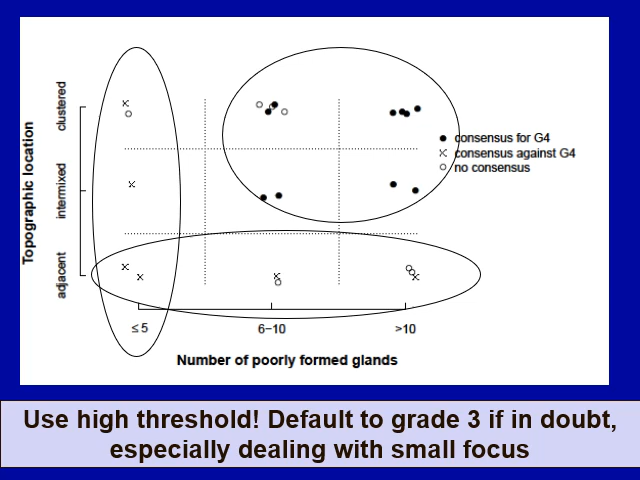 clustered
intermixed
adjacent
Topographic location
consensus for G4
consensus against G4
no consensus
≤ 5
6−10
>10
Number of poorly formed glands
Use high threshold! Default to grade 3 if in doubt,
especially dealing with small focus